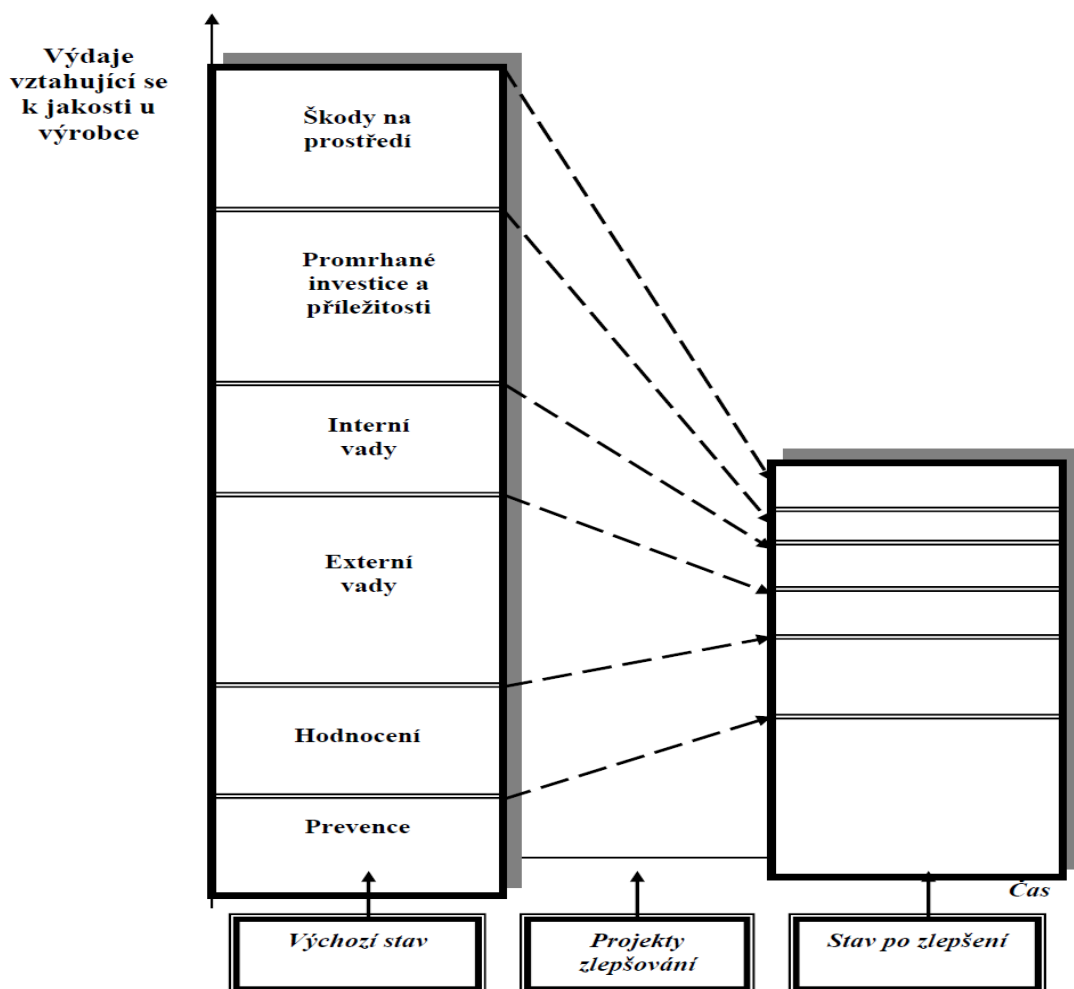 Výdaje
vztahující se
k jakosti u
výrobce
Škody na
prostředí
Promrhané
investice a
příležitosti
Interní
vady
Externí
vady
Hodnocení
Prevence
Čas
Výchozí stav
Projekty
zlepšování
Stav po zlepšení